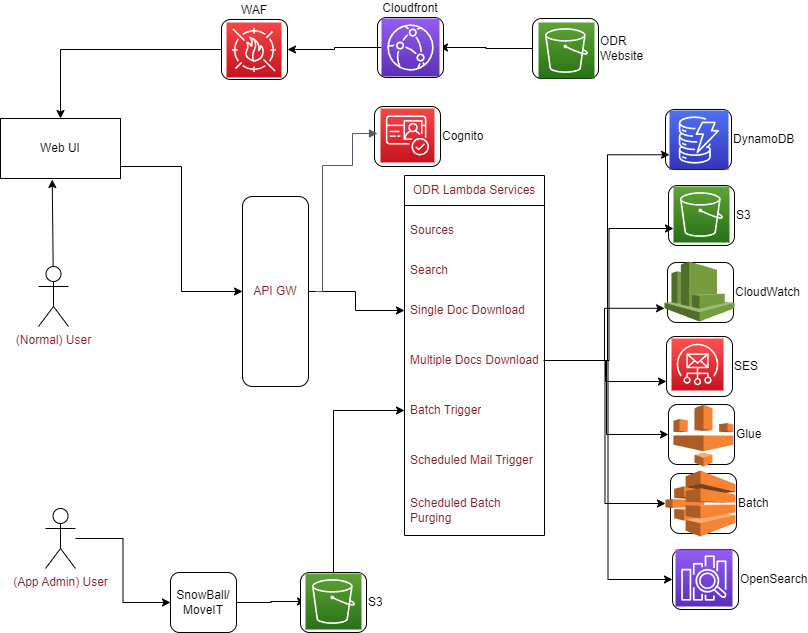 WAF
Cloudfront
ODR
Website
Web UI
Cognito
DynamoDB
ODR Lambda Services
Sources
S3
Search
API GW
CloudWatch
Single Doc Download
(Normal) User
Multiple Docs Download
SES
Batch Trigger
Glue
Scheduled Mail Trigger
Scheduled Batch
Purging
Batch
(App Admin) User
OpenSearch
SnowBall/
MoveIT
S3